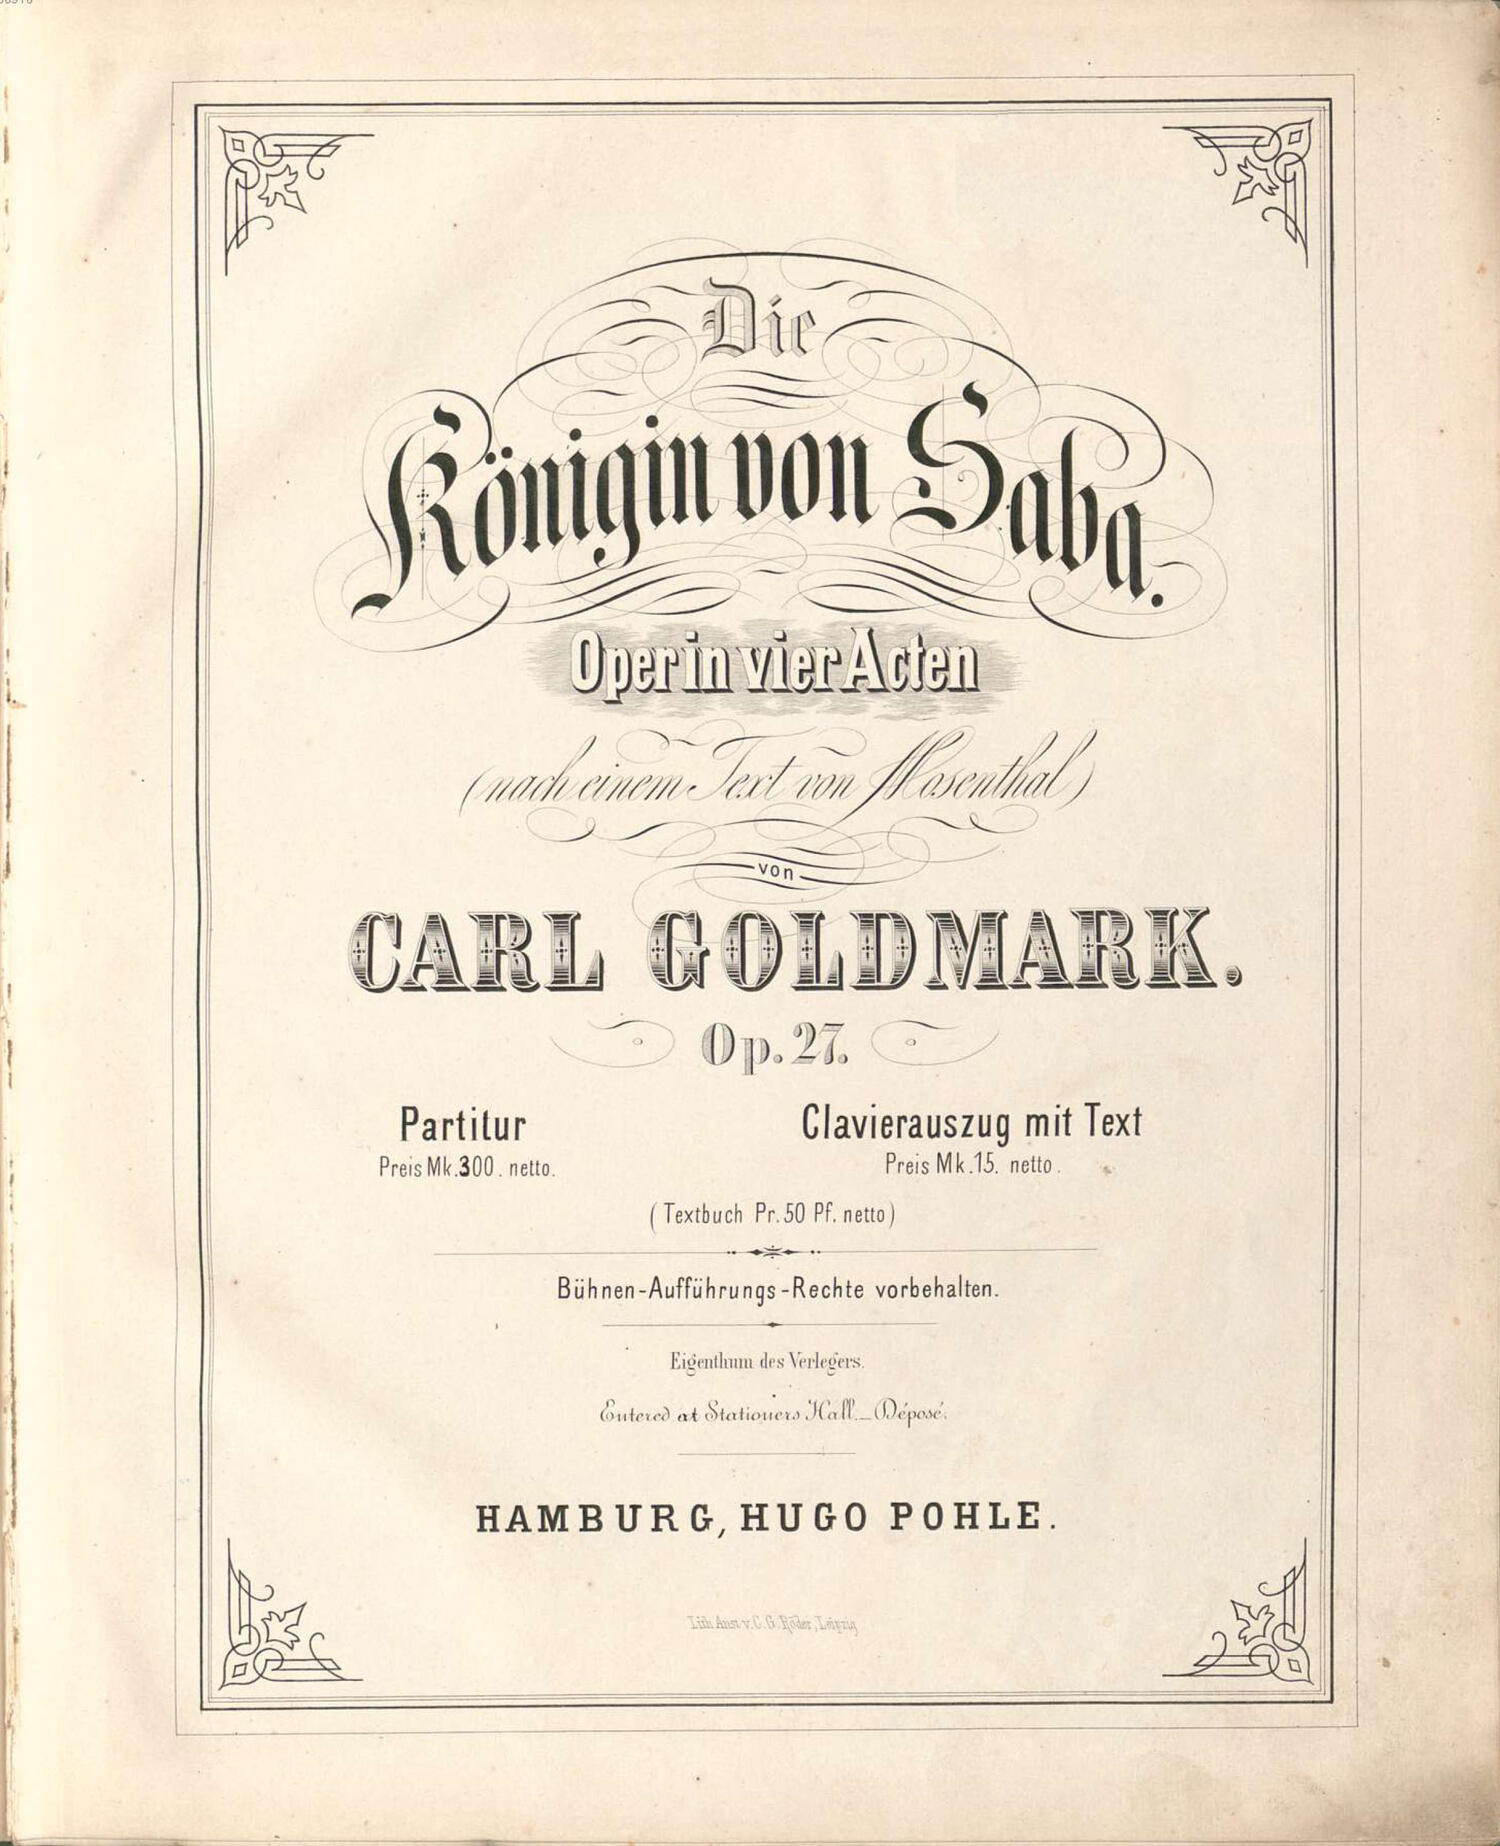 Die
Königin von Saba.
Oper in vier Acten
(nach einem Text von Mosenthal)
von
CARL GOLDMARK.
Op. 27.
Partitur
Preis Mk. 300. netto.
Clavierauszug mit Text
Preis Mk. 15. netto.
(Textbuch Pr. 50 Pf. netto)
Bühnen-Aufführungs-Rechte vorbehalten.
Eigenthum des Verlegers.
Entered at Stationers Hall._Déposé.
HAMBURG, HUGO POHLE.
Lith. Anst. v. C. G. Röder, Leipzig